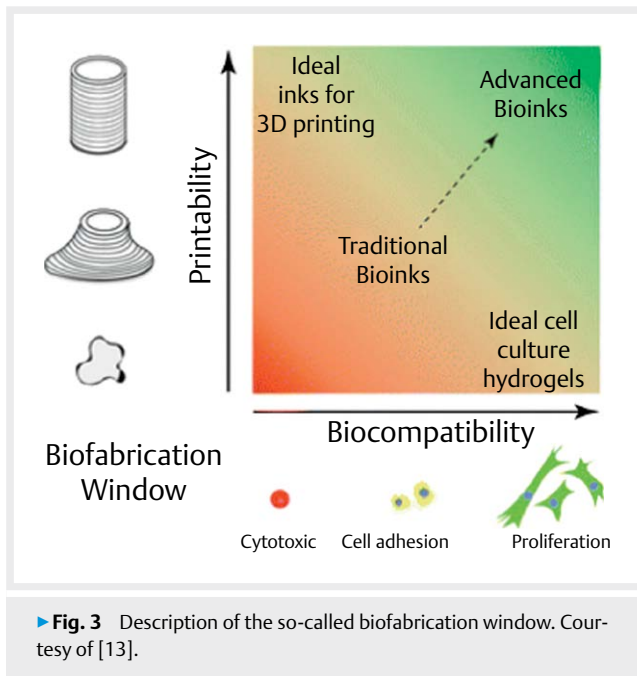 Ideal
inks for
3D printing
Advanced
Bioinks
Printability
Traditional
Bioinks
Ideal cell
culture
hydrogels
Biocompatibility
Biofabrication
Window
Cytotoxic
Cell adhesion
Proliferation
►Fig. 3 Description of the so-called biofabrication window. Cour-
tesy of [13].